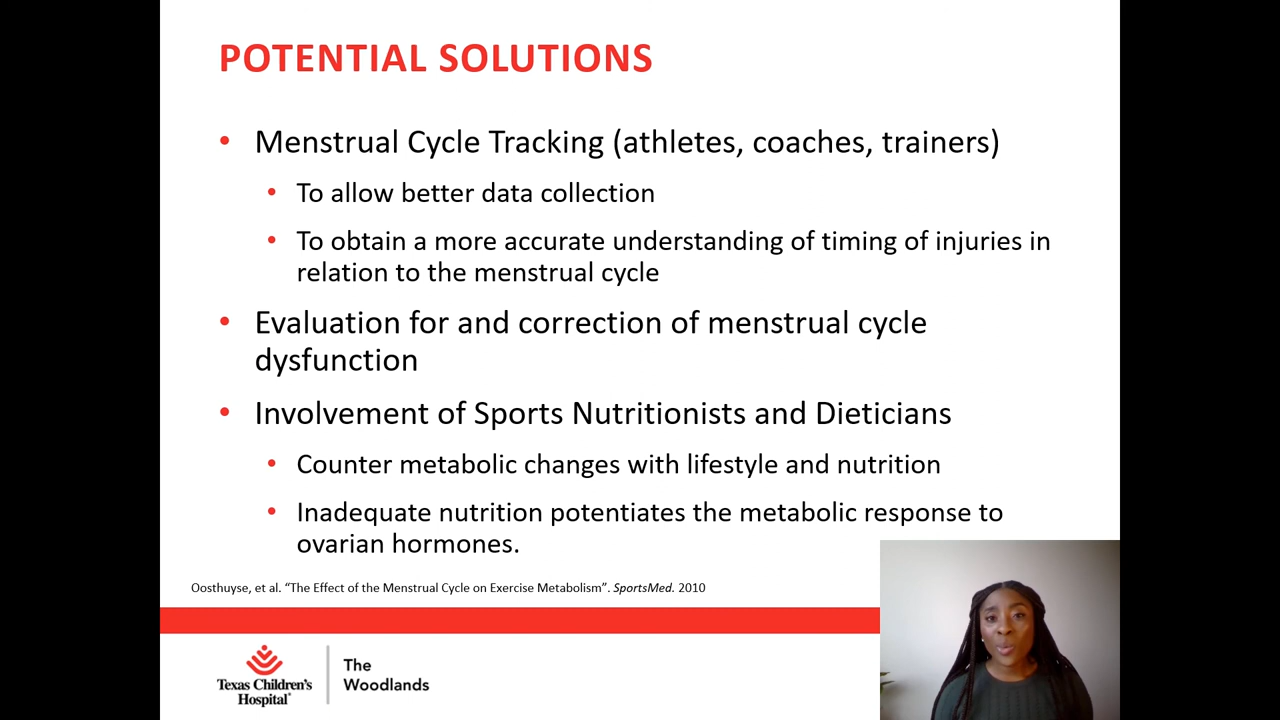 POTENTIAL SOLUTIONS
• Menstrual Cycle Tracking (athletes, coaches, trainers)
• To allow better data collection
• To obtain a more accurate understanding of timing of injuries in
relation to the menstrual cycle
• Evaluation for and correction of menstrual cycle
dysfunction
• Involvement of Sports Nutritionists and Dieticians
• Counter metabolic changes with lifestyle and nutrition
• Inadequate nutrition potentiates the metabolic response to
ovarian hormones.
Oosthuyse, et al. “The Effect of the Menstrual Cycle on Exercise Metabolism”. SportsMed. 2010
Texas Children's
Hospital®
The
Woodlands